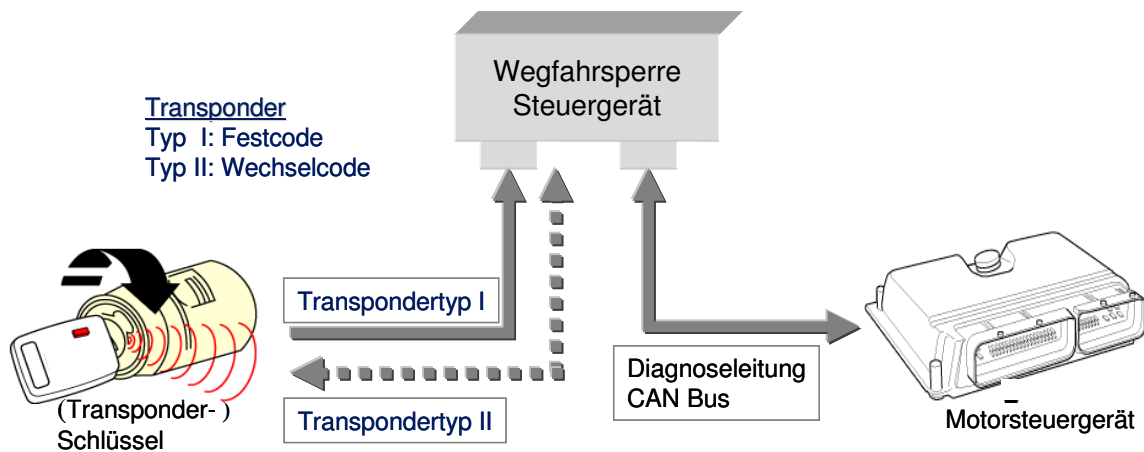 Wegfahrsperre
Steuergerät
Transponder
Typ I: Festcode
Typ II: Wechselcode
Transpondertyp I
Transpondertyp II
(Transponder- )
Schlüssel
Diagnoseleitung
CAN Bus
Motorsteuergerät